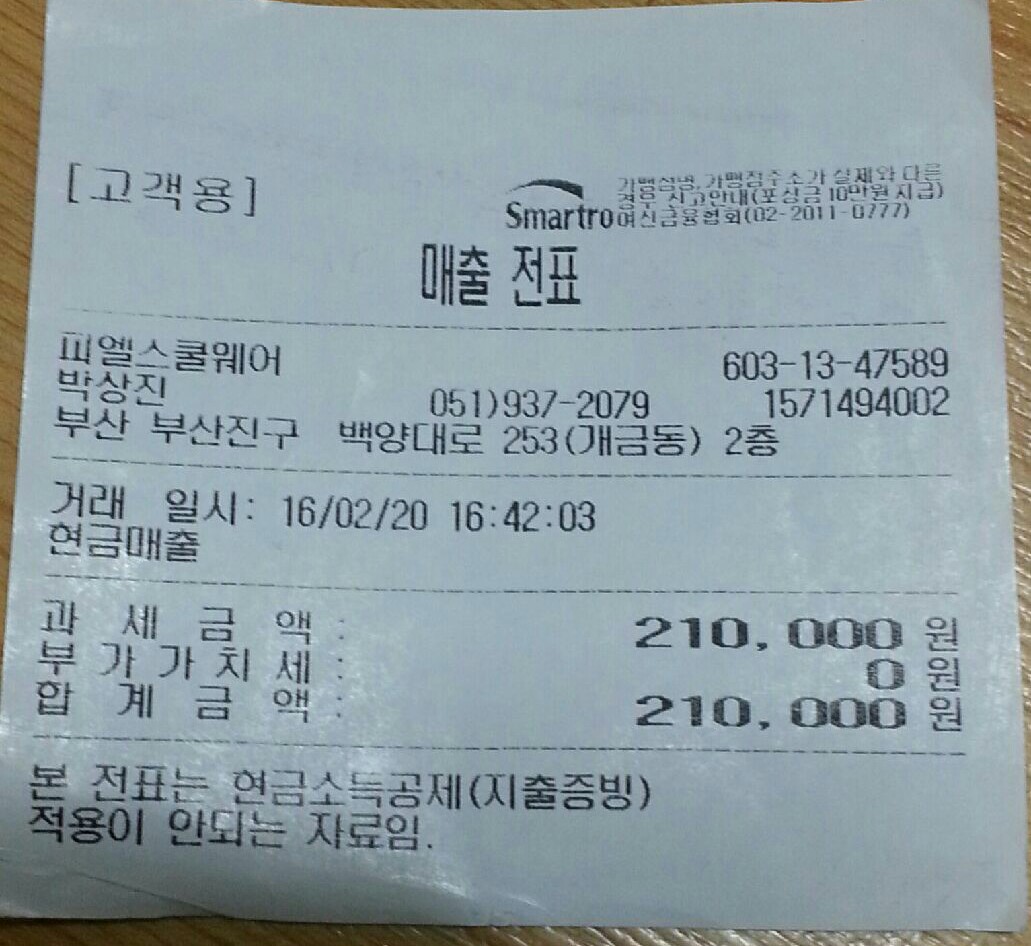 [고객용]
Smartro
가맹점명, 가맹점주소가 실제와 다른
경우 신고안내(포상금 10만원 지급)
여신금융협회(02-2011-0777)
매출 전표
피엘스쿨웨어 603-13-47589
박상진 051)937-2079 1571494002
부산 부산진구 백양대로 253(개금동) 2층
거래 일시: 16/02/20 16:42:03
현금매출
과 세 금 액 : 210,000 원
부 가 가 치 세 : 0 원
합 계 금 액 : 210,000 원
본 전표는 현금소득공제(지출증빙)
적용이 안되는 자료임.